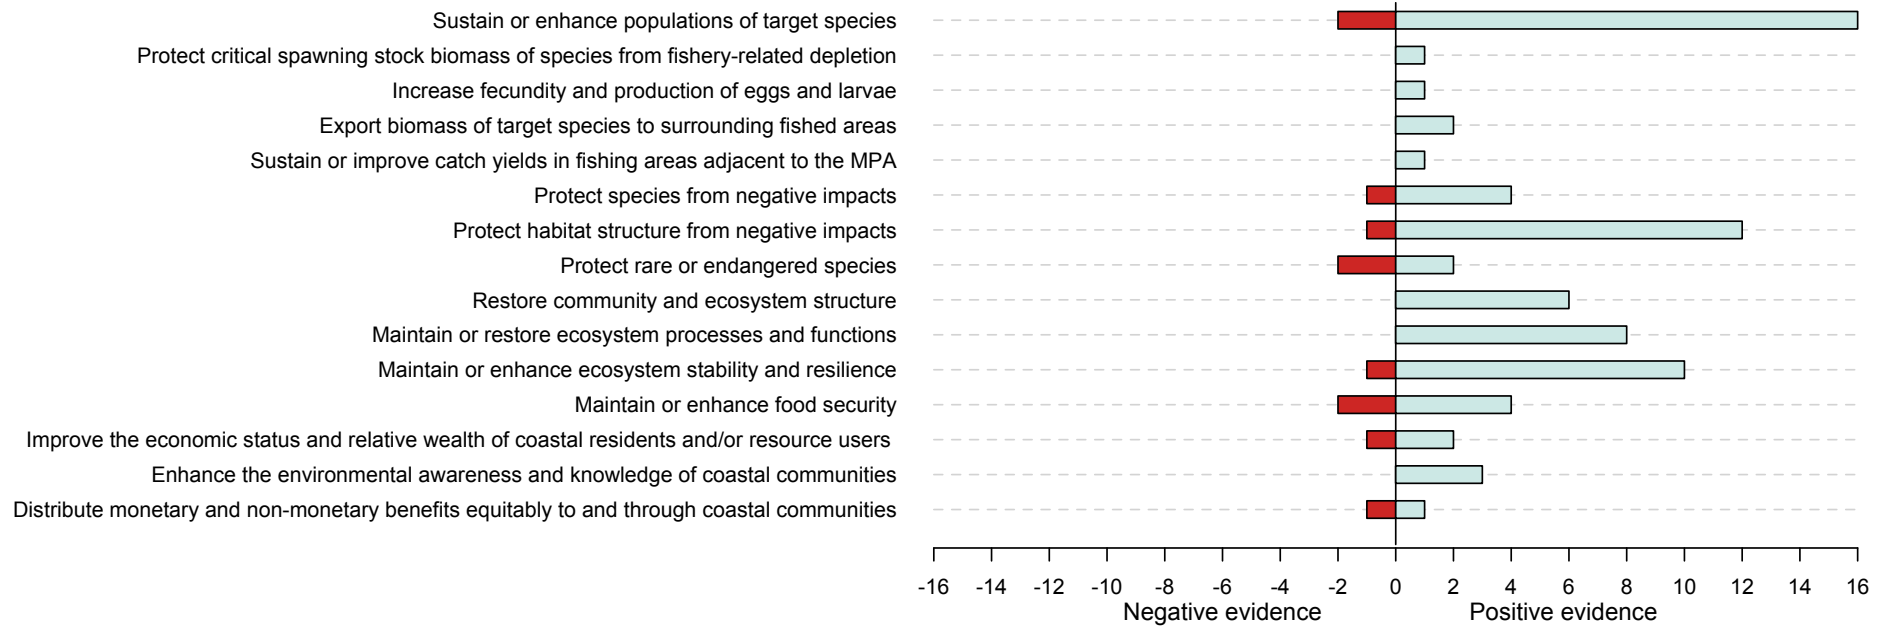 Sustain or enhance populations of target species
Protect critical spawning stock biomass of species from fishery-related depletion
Increase fecundity and production of eggs and larvae
Export biomass of target species to surrounding fished areas
Sustain or improve catch yields in fishing areas adjacent to the MPA
Protect species from negative impacts
Protect habitat structure from negative impacts
Protect rare or endangered species
Restore community and ecosystem structure
Maintain or restore ecosystem processes and functions
Maintain or enhance ecosystem stability and resilience
Maintain or enhance food security
Improve the economic status and relative wealth of coastal residents and/or resource users
Enhance the environmental awareness and knowledge of coastal communities
Distribute monetary and non-monetary benefits equitably to and through coastal communities
-16 -14 -12 -10 -8 -6 -4 -2 0 2 4 6 8 10 12 14 16
Negative evidence Positive evidence